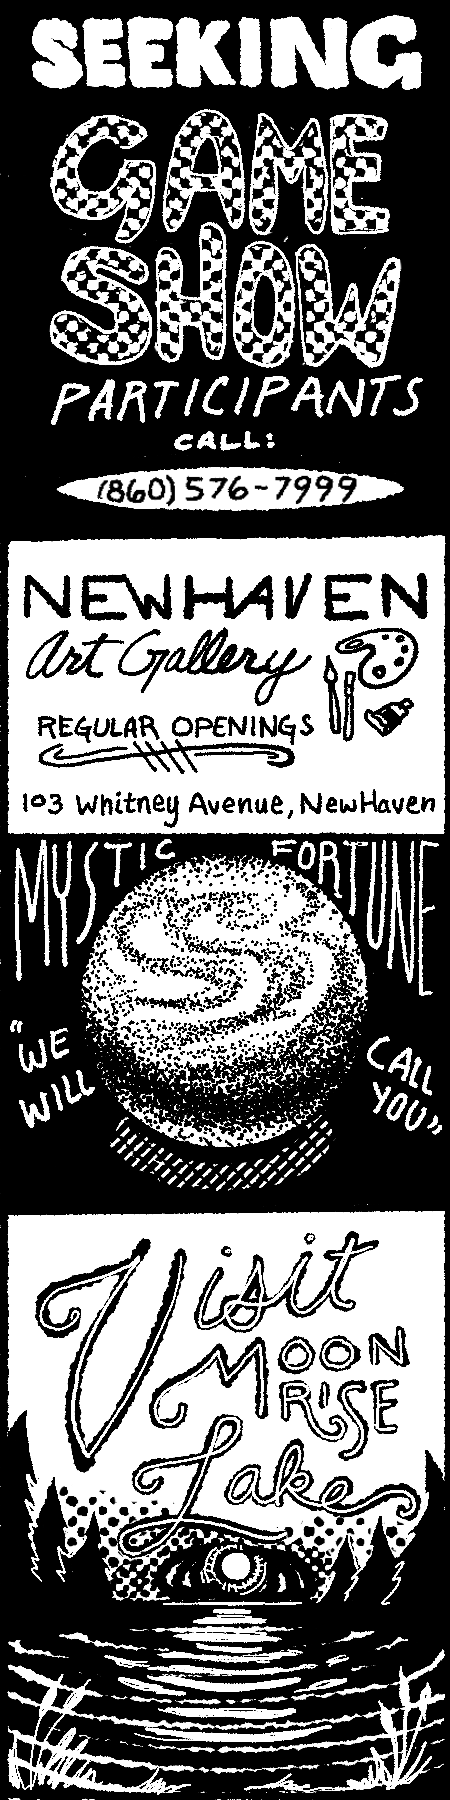 SEEKING
GAME
SHOW
PARTICIPANTS
CALL:
(860) 576-7999
NEWHAVEN
Art Gallery
REGULAR OPENINGS
103 Whitney Avenue, NewHaven
MYSTIC FORTUNE
"WE
WILL
CALL
YOU"
Visit
MOON
RISE
Lake